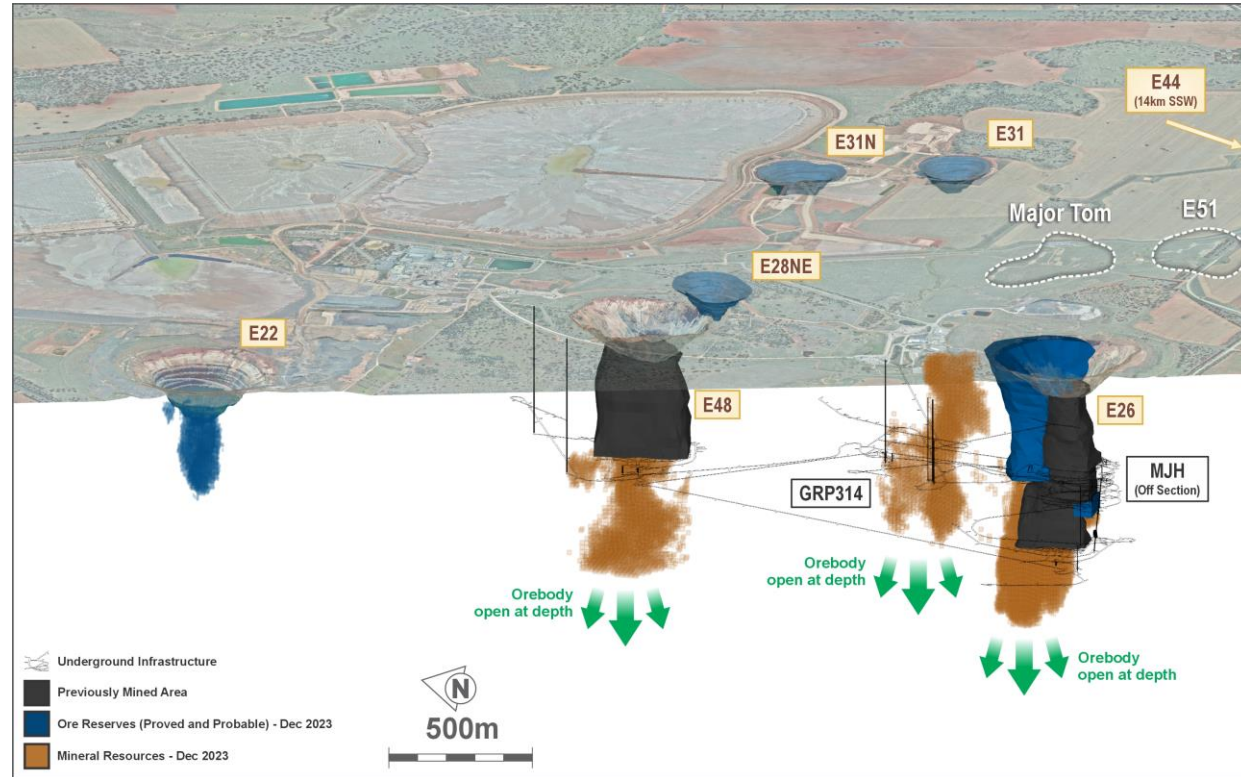 E44
(14km SSW)
E31N
E31
Major Tom
E51
E28NE
E22
E48
E26
GRP314
MJH
(Off Section)
Orebody
open at depth
Orebody
open at depth
Orebody
open at depth
Underground Infrastructure
Previously Mined Area
Ore Reserves (Proved and Probable) - Dec 2023
Mineral Resources - Dec 2023
N
500m